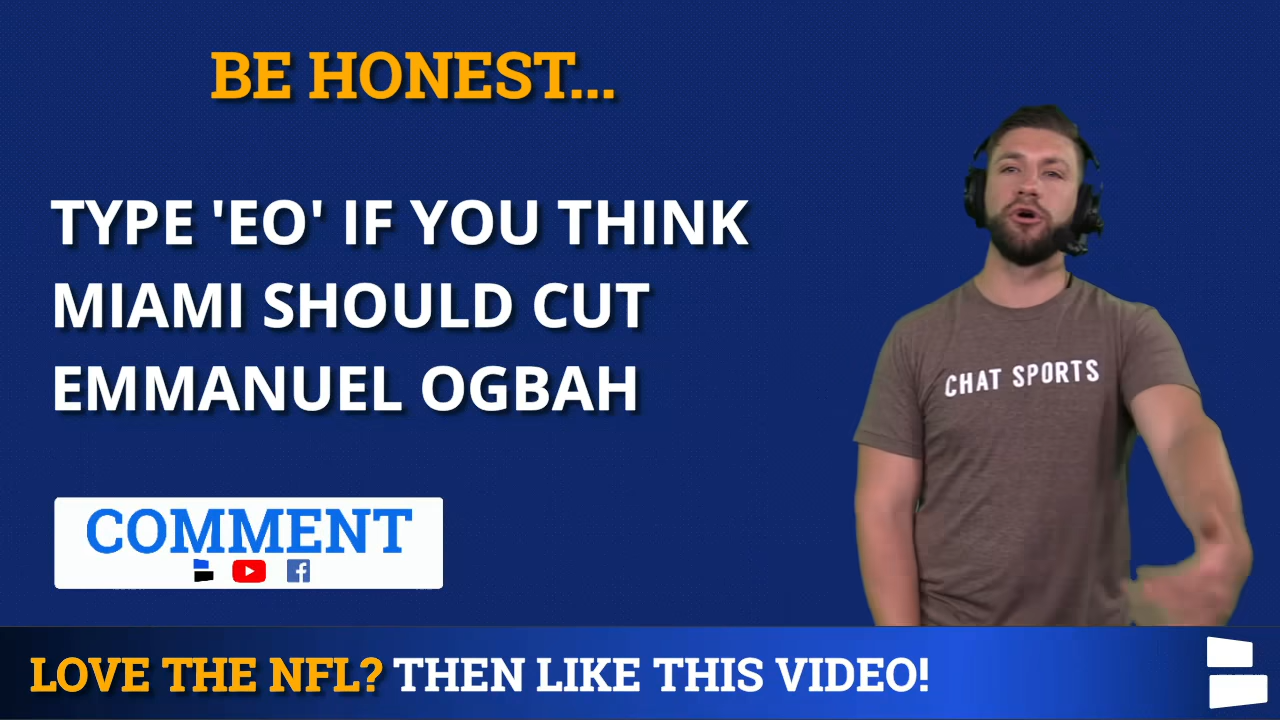 BE HONEST...
TYPE 'EO' IF YOU THINK
MIAMI SHOULD CUT
EMMANUEL OGBAH
CHAT SPORTS
COMMENT
LOVE THE NFL? THEN LIKE THIS VIDEO!